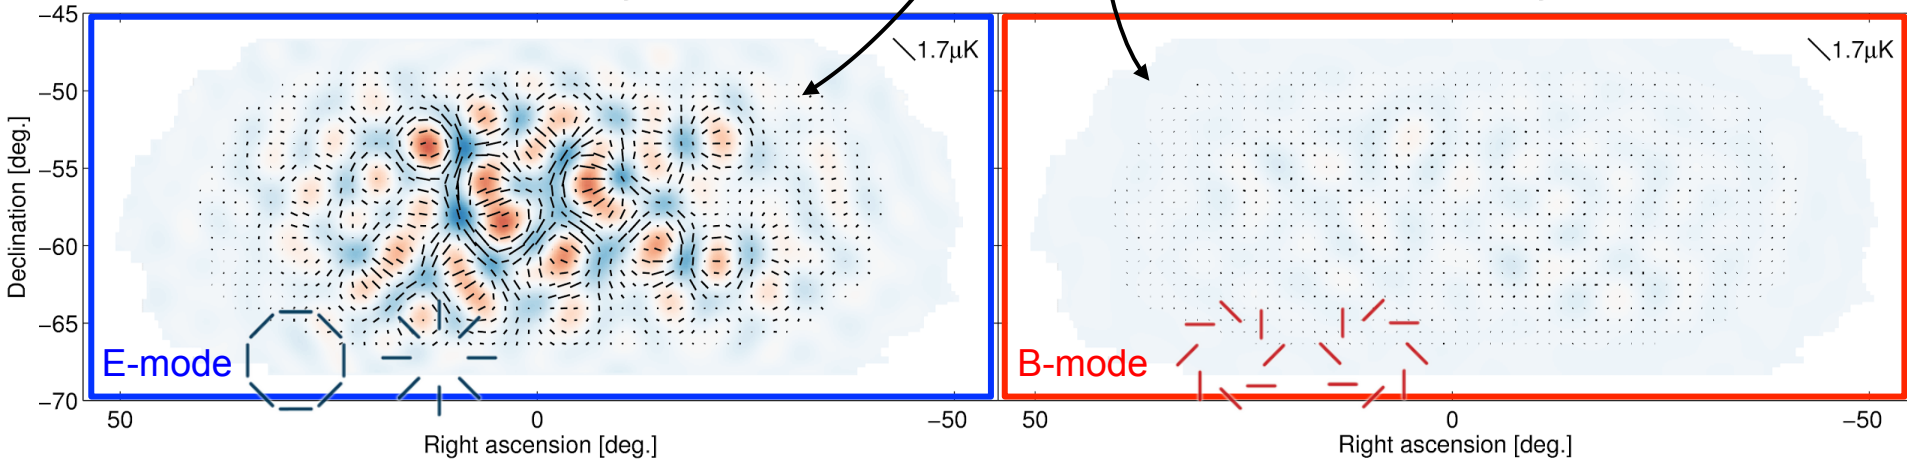 Declination [deg.]
−45
−50
−55
−60
−65
−70
1.7μK
E-mode
50
0
−50
Right ascension [deg.]
1.7μK
B-mode
50
0
−50
Right ascension [deg.]